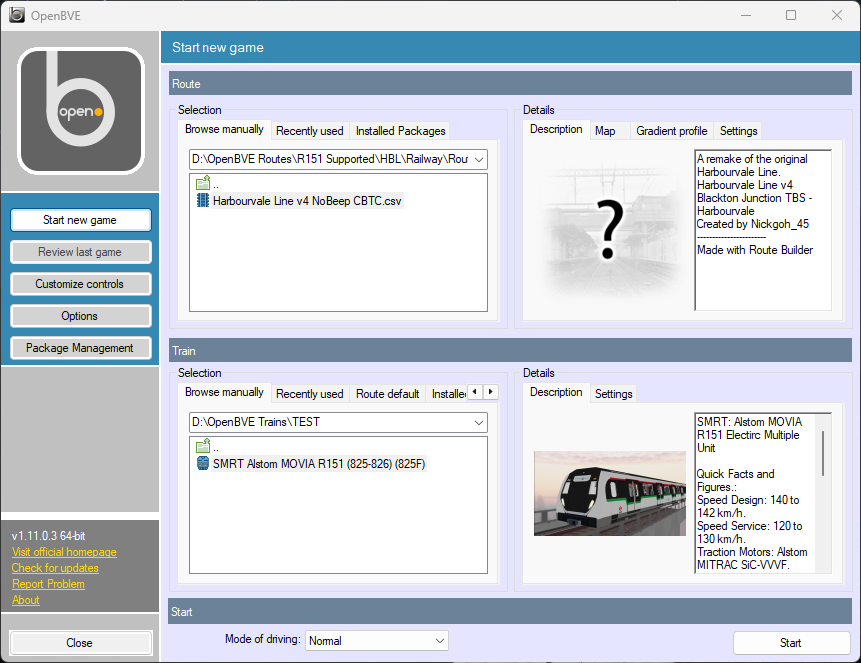 OpenBVE
open
Start new game
Start new game
Review last game
Customize controls
Options
Package Management
v1.11.0.3 64-bit
Visit official homepage
Check for updates
Report Problem
About
Close
Route
Selection
Browse manually
Recently used
Installed Packages
D:\OpenBVE Routes\R151 Supported\HBL\Railway\Rou
..
Harbourvale Line v4 NoBeep CBTC.csv
Details
Description
Map
Gradient profile
Settings
?
A remake of the original
Harbourvale Line.
Harbourvale Line v4
Blackton Junction TBS -
Harbourvale
Created by Nickgoh_45
-----------------------
Made with Route Builder
Train
Selection
Browse manually
Recently used
Route default
Installe
D:\OpenBVE Trains\TEST
..
SMRT Alstom MOVIA R151 (825-826) (825F)
Details
Description
Settings
SMRT: Alstom MOVIA
R151 Electirc Multiple
Unit
Quick Facts and
Figures.:
Speed Design: 140 to
142 km/h.
Speed Service: 120 to
130 km/h.
Traction Motors: Alstom
MITRAC SiC-VVVF.
Start
Mode of driving:
Normal
Start